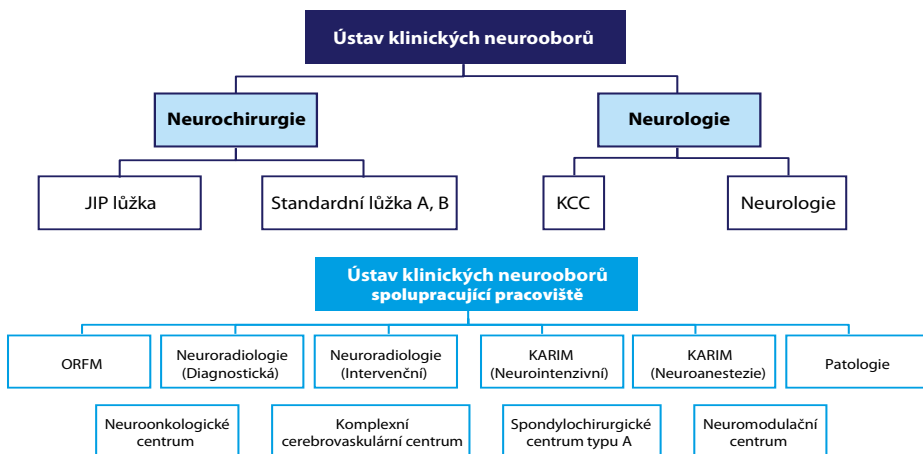 Ústav klinických neurooborů
Neurochirurgie
Neurologie
JIP lůžka
Standardní lůžka A, B
KCC
Neurologie
Ústav klinických neurooborů
spolupracující pracoviště
ORFM
Neuroradiologie
(Diagnostická)
Neuroradiologie
(Intervenční)
KARIM
(Neurointenzivní)
KARIM
(Neuroanestezie)
Patologie
Neuroonkologické
centrum
Komplexní
cerebrovaskulární centrum
Spondylochirurgické
centrum typu A
Neuromodulační
centrum